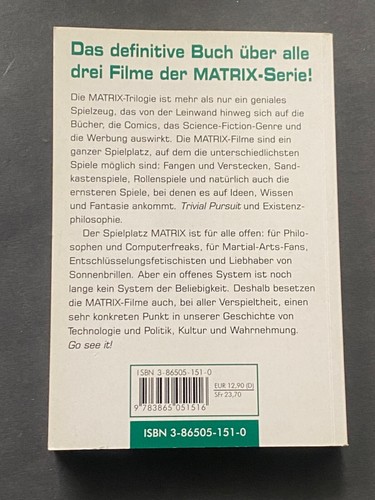 Das definitive Buch über alle
drei Filme der MATRIX-Serie!
Die MATRIX-Trilogie ist mehr als nur ein geniales
Spielzeug, das von der Leinwand hinweg sich auf die
Bücher, die Comics, das Science-Fiction-Genre und
die Werbung auswirkt. Die MATRIX-Filme sind ein
ganzer Spielplatz, auf dem die unterschiedlichsten
Spiele möglich sind: Fangen und Verstecken, Sand-
kastenspiele, Rollenspiele und natürlich auch die
ernsteren Spiele, bei denen es auf Ideen, Wissen
und Fantasie ankommt. Trivial Pursuit und Existenz-
philosophie.
Der Spielplatz MATRIX ist für alle offen: für Philo-
sophen und Computerfreaks, für Martial-Arts-Fans,
Entschlüsselungsfetischisten und Liebhaber von
Sonnenbrillen. Aber ein offenes System ist noch
lange kein System der Beliebigkeit. Deshalb besetzen
die MATRIX-Filme auch, bei aller Verspieltheit, einen
sehr konkreten Punkt in unserer Geschichte von
Technologie und Politik, Kultur und Wahrnehmung.
Go see it!
ISBN 3-86505-151-0
EUR 12,90 (D)
SFr 23,70
9 783865 051516
ISBN 3-86505-151-0